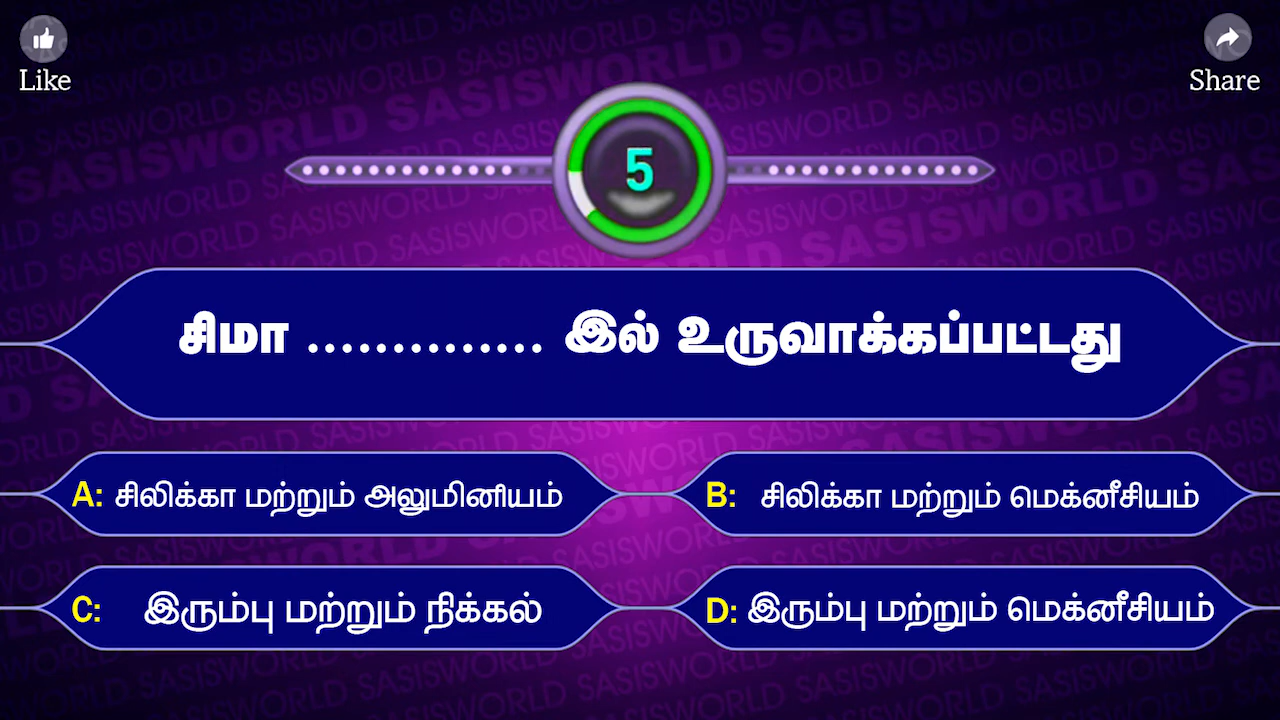 Like
Share
5
சிமா .............. இல் உருவாக்கப்பட்டது
A: சிலிக்கா மற்றும் அலுமினியம்
B: சிலிக்கா மற்றும் மெக்னீசியம்
C: இரும்பு மற்றும் நிக்கல்
D: இரும்பு மற்றும் மெக்னீசியம்
SASISWORLD